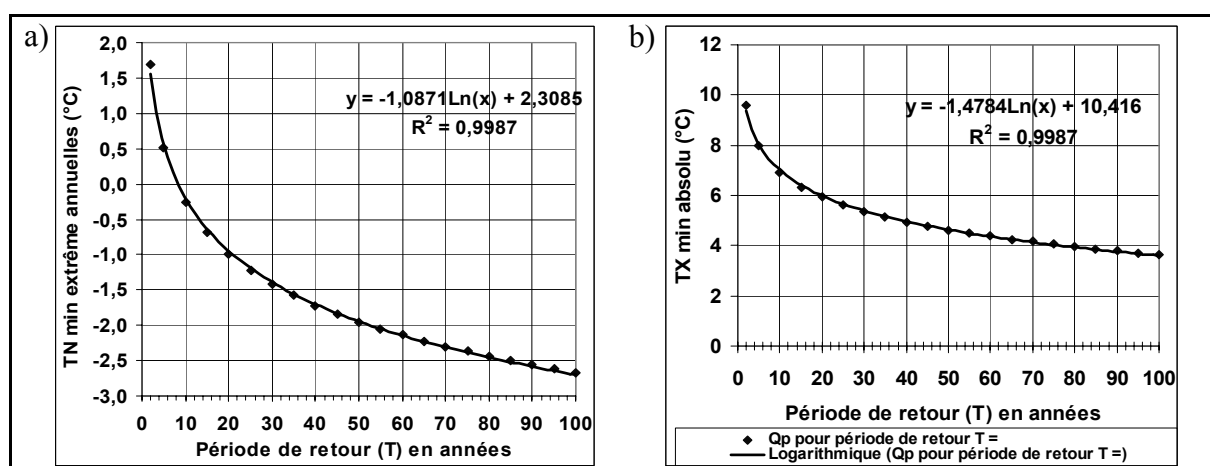 a)
TN min extrême annuelles (°C)
2,0
1,5
1,0
0,5
0,0
-0,5
-1,0
-1,5
-2,0
-2,5
-3,0
y = -1,0871Ln(x) + 2,3085
R² = 0,9987
0 10 20 30 40 50 60 70 80 90 100
Période de retour (T) en années
b)
TX min absolu (°C)
12
10
8
6
4
2
0
y = -1,4784Ln(x) + 10,416
R² = 0,9987
0 10 20 30 40 50 60 70 80 90 100
Période de retour (T) en années
Qp pour période de retour T =
Logarithmique (Qp pour période de retour T =)